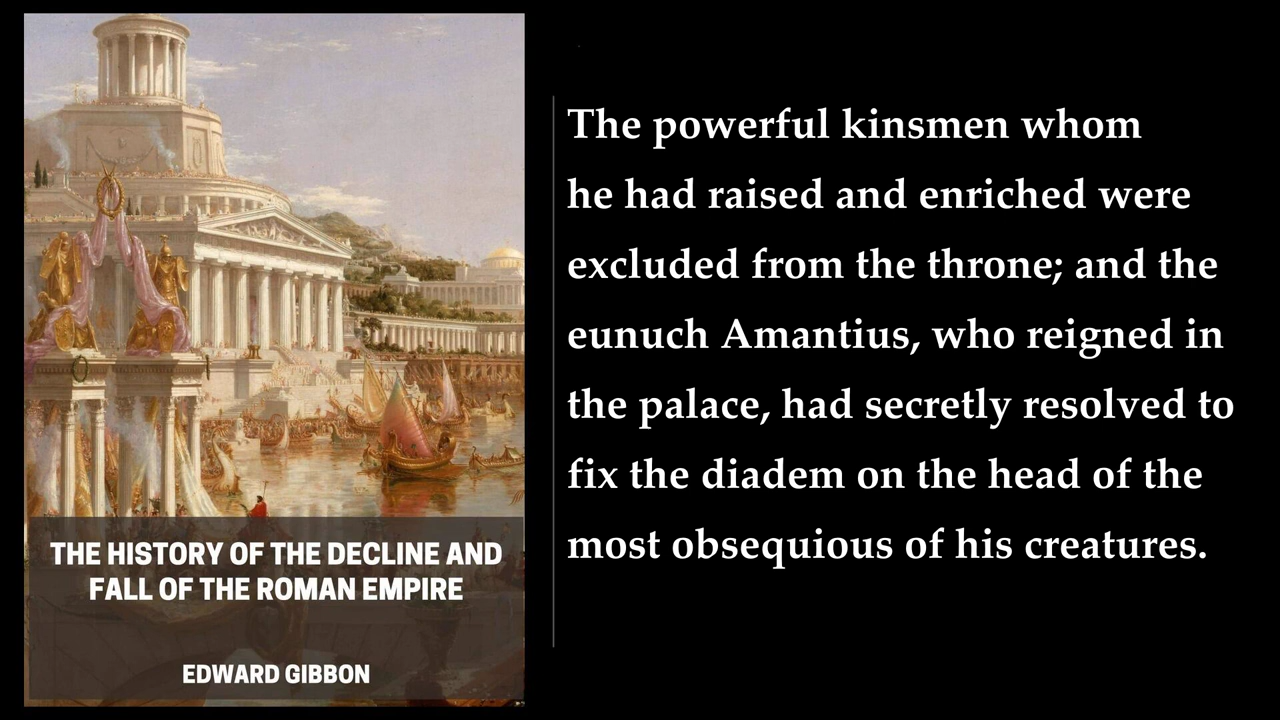 THE HISTORY OF THE DECLINE AND
FALL OF THE ROMAN EMPIRE
EDWARD GIBBON
The powerful kinsmen whom
he had raised and enriched were
excluded from the throne; and the
eunuch Amantius, who reigned in
the palace, had secretly resolved to
fix the diadem on the head of the
most obsequious of his creatures.